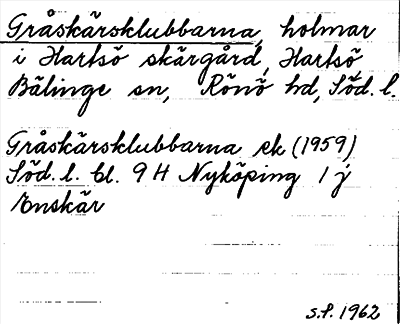 Gråskärsklubbarna, holmar
i Hartsö skärgård, Hartsö
Bälinge sn, Rönö hd, Söd. l.
Gråskärsklubbarna ek (1959)
Söd. l. bl. 9 H Nyköping 1 j
Enskär
s.f. 1962